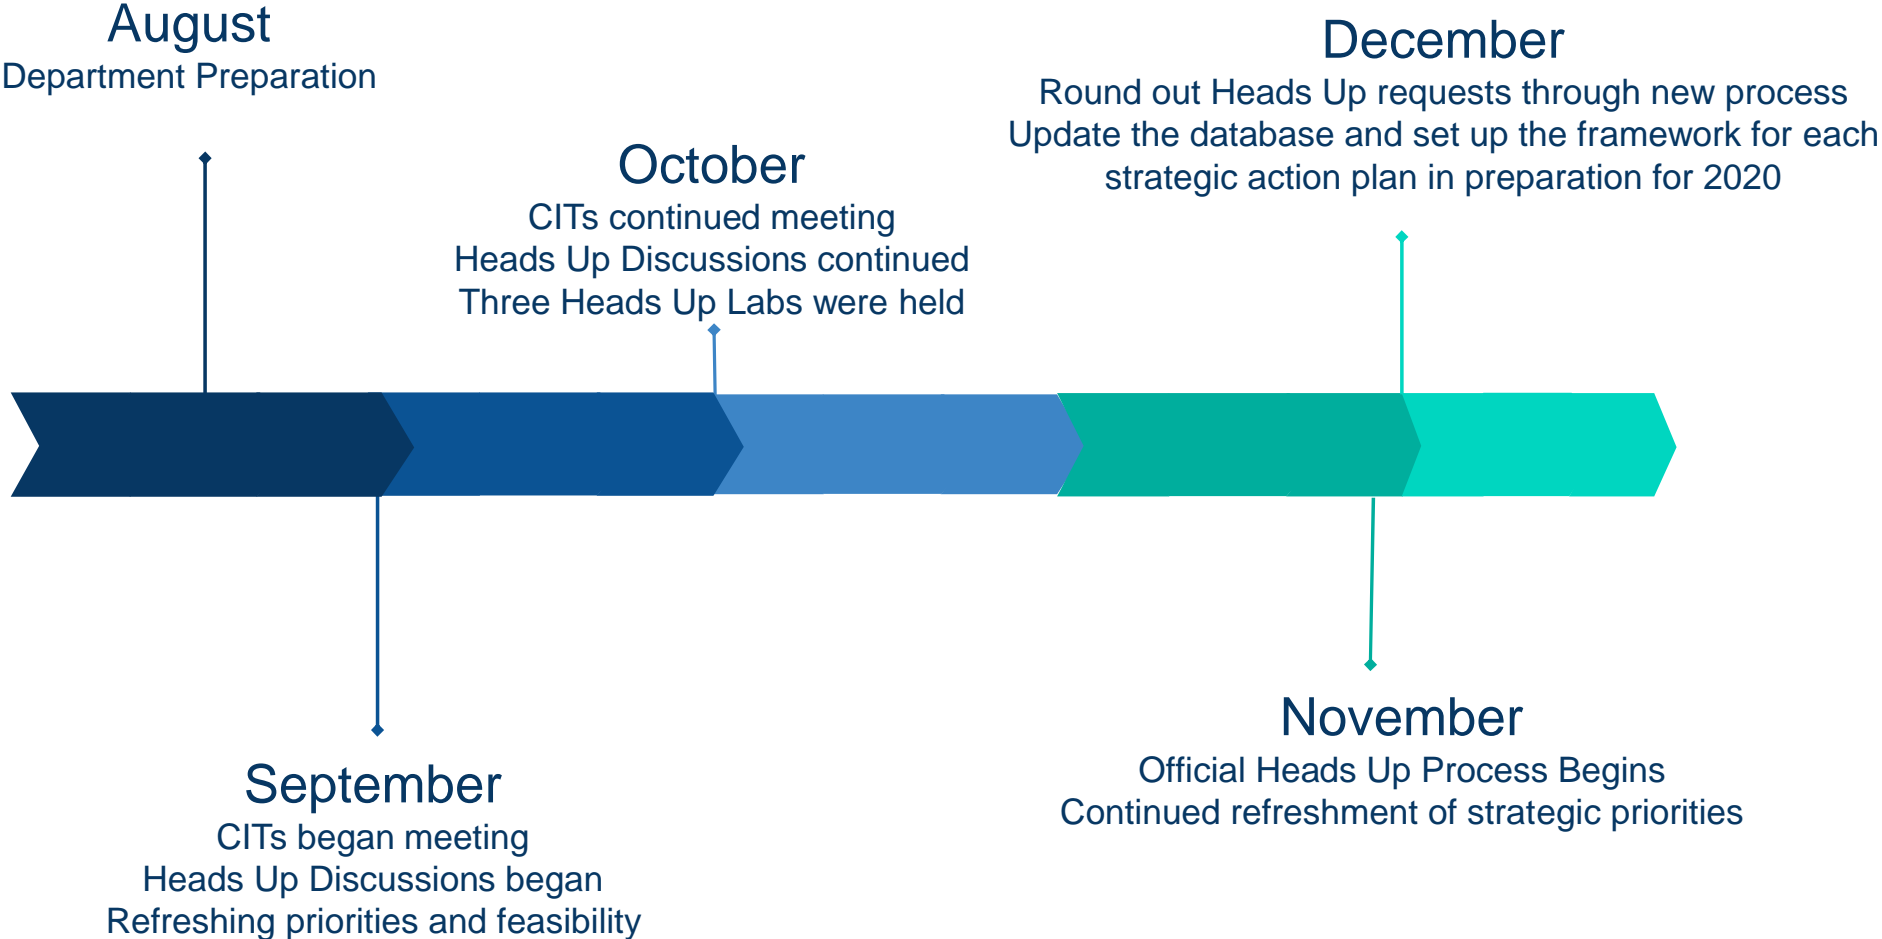 August
Department Preparation
September
CITs began meeting
Heads Up Discussions began
Refreshing priorities and feasibility
October
CITs continued meeting
Heads Up Discussions continued
Three Heads Up Labs were held
November
Official Heads Up Process Begins
Continued refreshment of strategic priorities
December
Round out Heads Up requests through new process
Update the database and set up the framework for each
strategic action plan in preparation for 2020